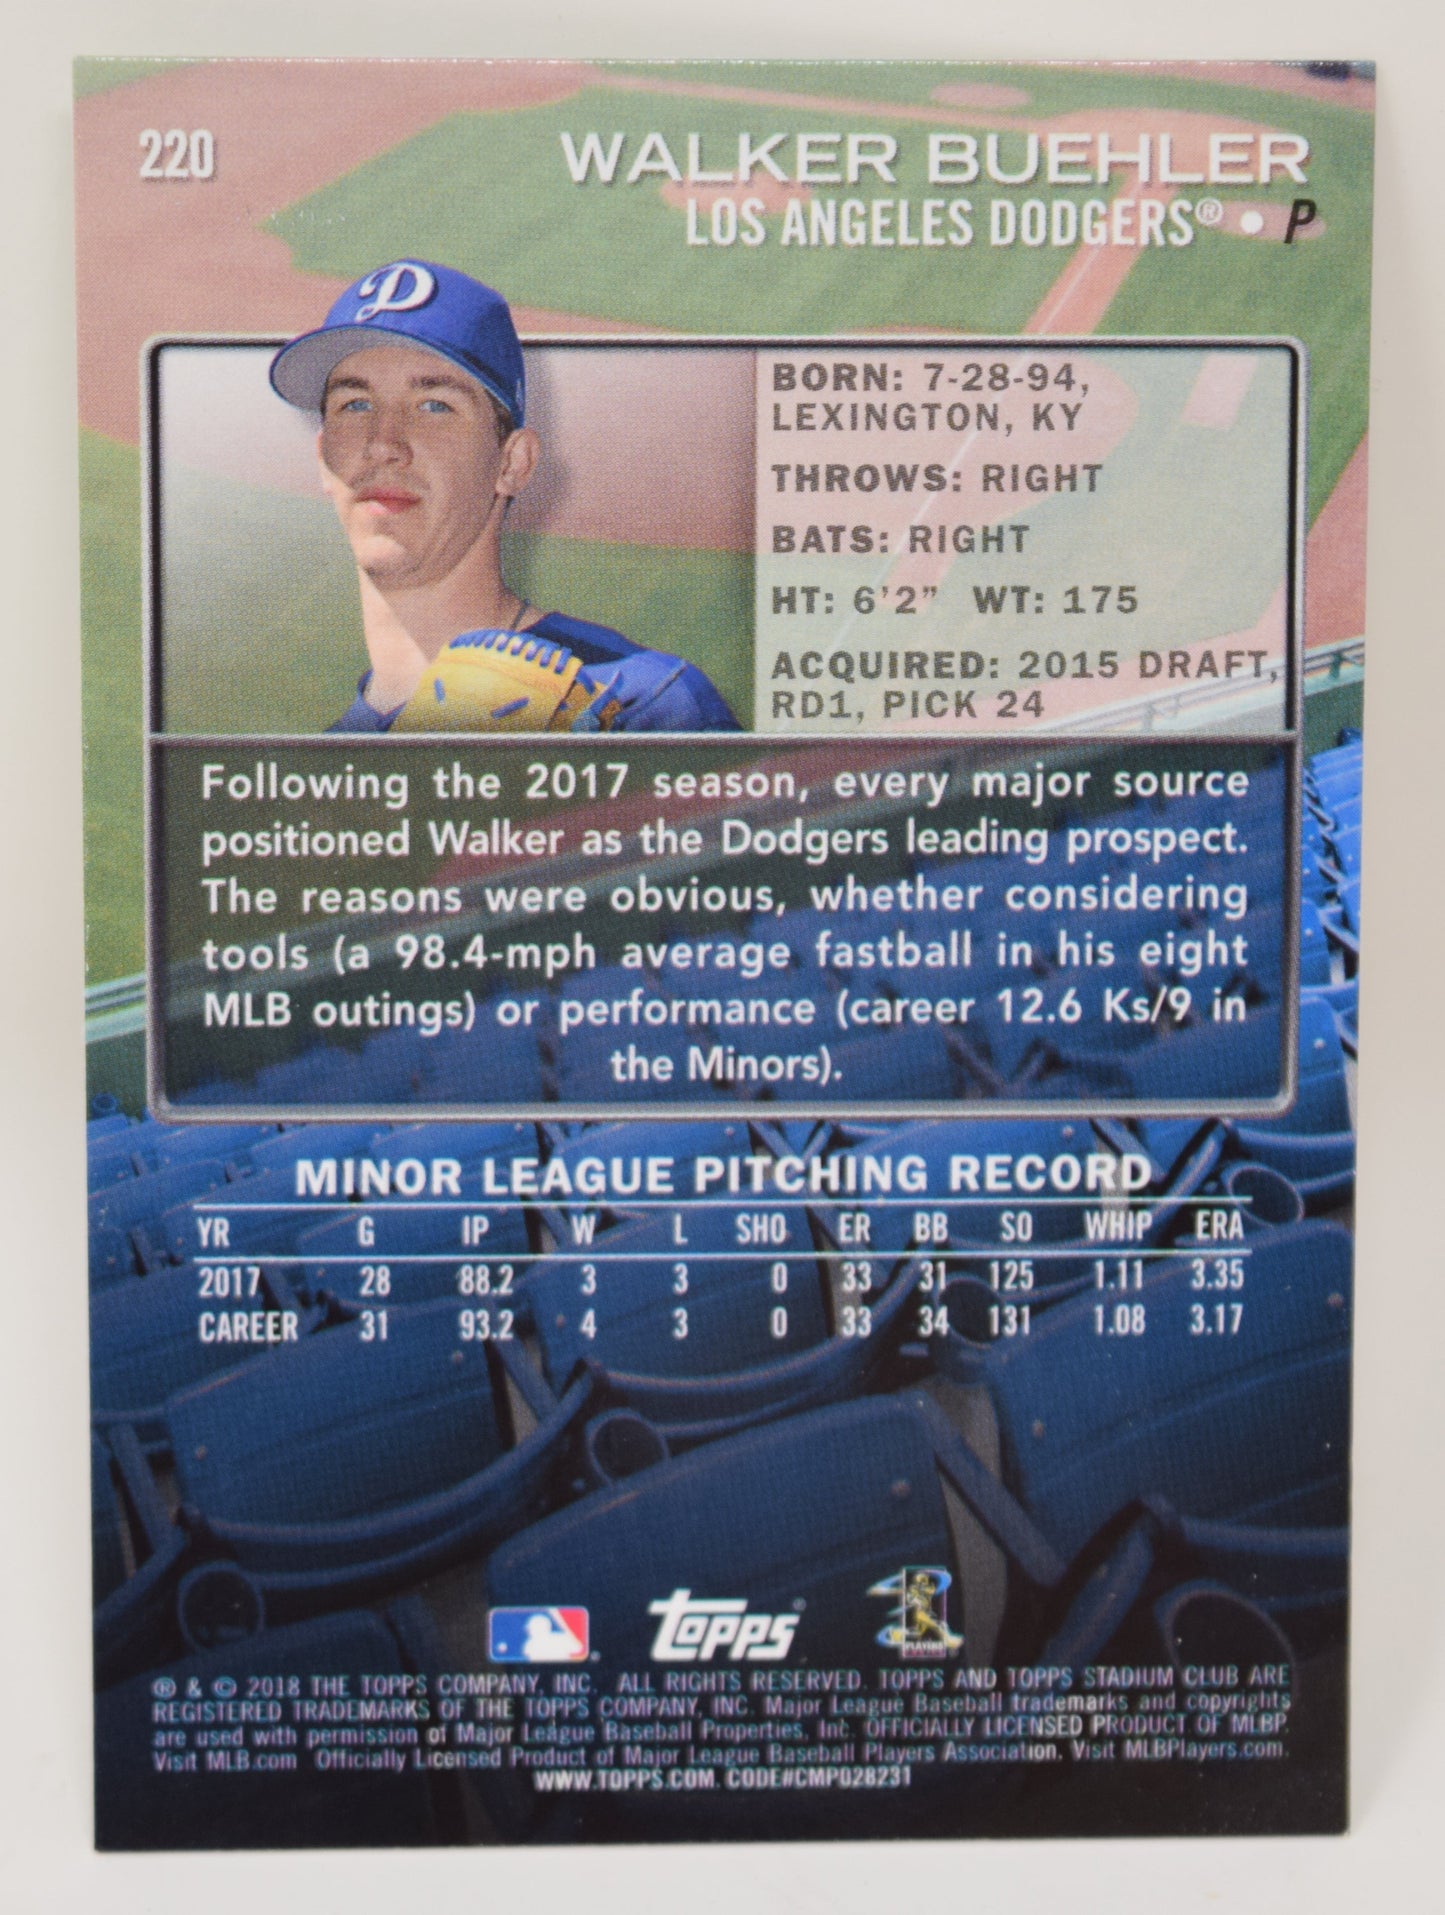 220
WALKER BUEHLER
LOS ANGELES DODGERS® • P
D
BORN: 7-28-94,
LEXINGTON, KY
THROWS: RIGHT
BATS: RIGHT
HT: 6'2" WT: 175
ACQUIRED: 2015 DRAFT,
RD1, PICK 24
Following the 2017 season, every major source
positioned Walker as the Dodgers leading prospect.
The reasons were obvious, whether considering
tools (a 98.4-mph average fastball in his eight
MLB outings) or performance (career 12.6 Ks/9 in
the Minors).
MINOR LEAGUE PITCHING RECORD
YR G IP W L SHO ER BB SO WHIP ERA
2017 28 88.2 3 3 0 33 31 125 1.11 3.35
CAREER 31 93.2 4 3 0 33 34 131 1.08 3.17
Topps®
PLAYERS
® & © 2018 THE TOPPS COMPANY, INC. ALL RIGHTS RESERVED. TOPPS AND TOPPS STADIUM CLUB ARE
REGISTERED TRADEMARKS OF THE TOPPS COMPANY, INC. Major League Baseball trademarks and copyrights
are used with permission of Major League Baseball Properties, Inc. OFFICIALLY LICENSED PRODUCT OF MLBP.
Visit MLB.com Officially Licensed Product of Major League Baseball Players Association. Visit MLBPlayers.com.
WWW.TOPPS.COM. CODE#CMP028231